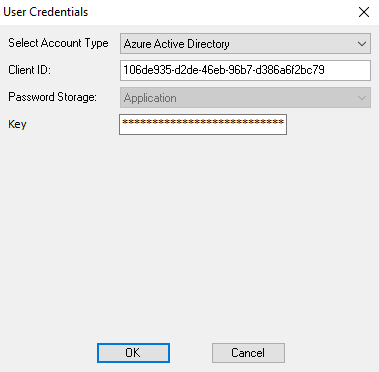 User Credentials
Select Account Type Azure Active Directory
Client ID: 106de935-d2de-46eb-96b7-d386a6f2bc79
Password Storage: Application
Key ***************************
OK Cancel